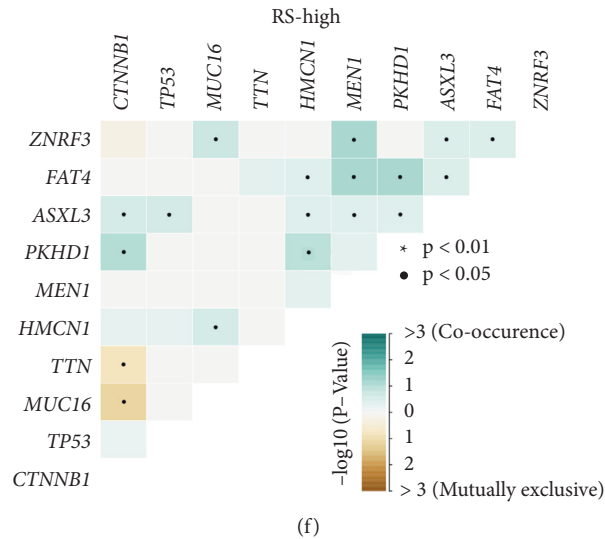 RS-high
CTNNB1 TP53 MUC16 TTN HMCN1 MEN1 PKHD1 ASXL3 FAT4 ZNRF3
ZNRF3
FAT4
ASXL3
PKHD1
MEN1
HMCN1
TTN
MUC16
TP53
CTNNB1
* p < 0.01
• p < 0.05
−log10 (P– Value)
>3 (Co-occurence)
2
1
0
1
2
> 3 (Mutually exclusive)
(f)